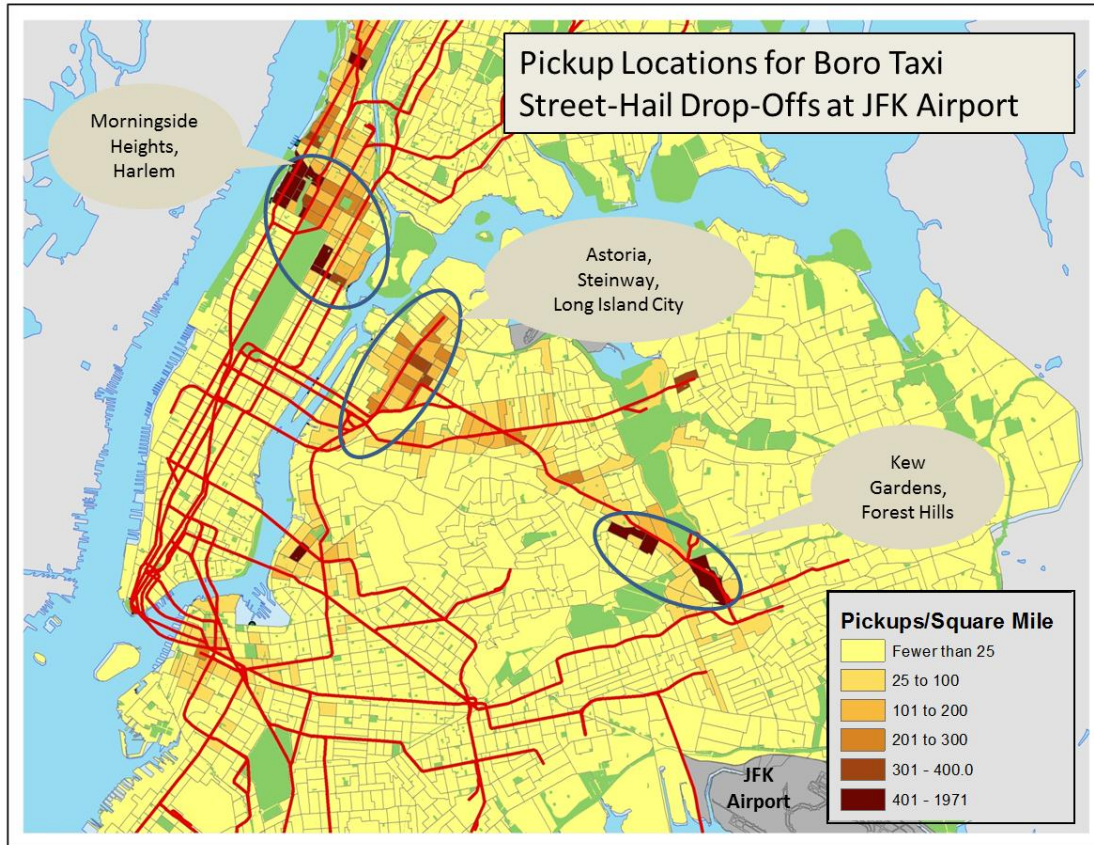 Pickup Locations for Boro Taxi
Street-Hail Drop-Offs at JFK Airport
Morningside
Heights,
Harlem
Astoria,
Steinway,
Long Island City
Kew
Gardens,
Forest Hills
Pickups/Square Mile
Fewer than 25
25 to 100
101 to 200
201 to 300
301 - 400.0
401 - 1971
JFK
Airport